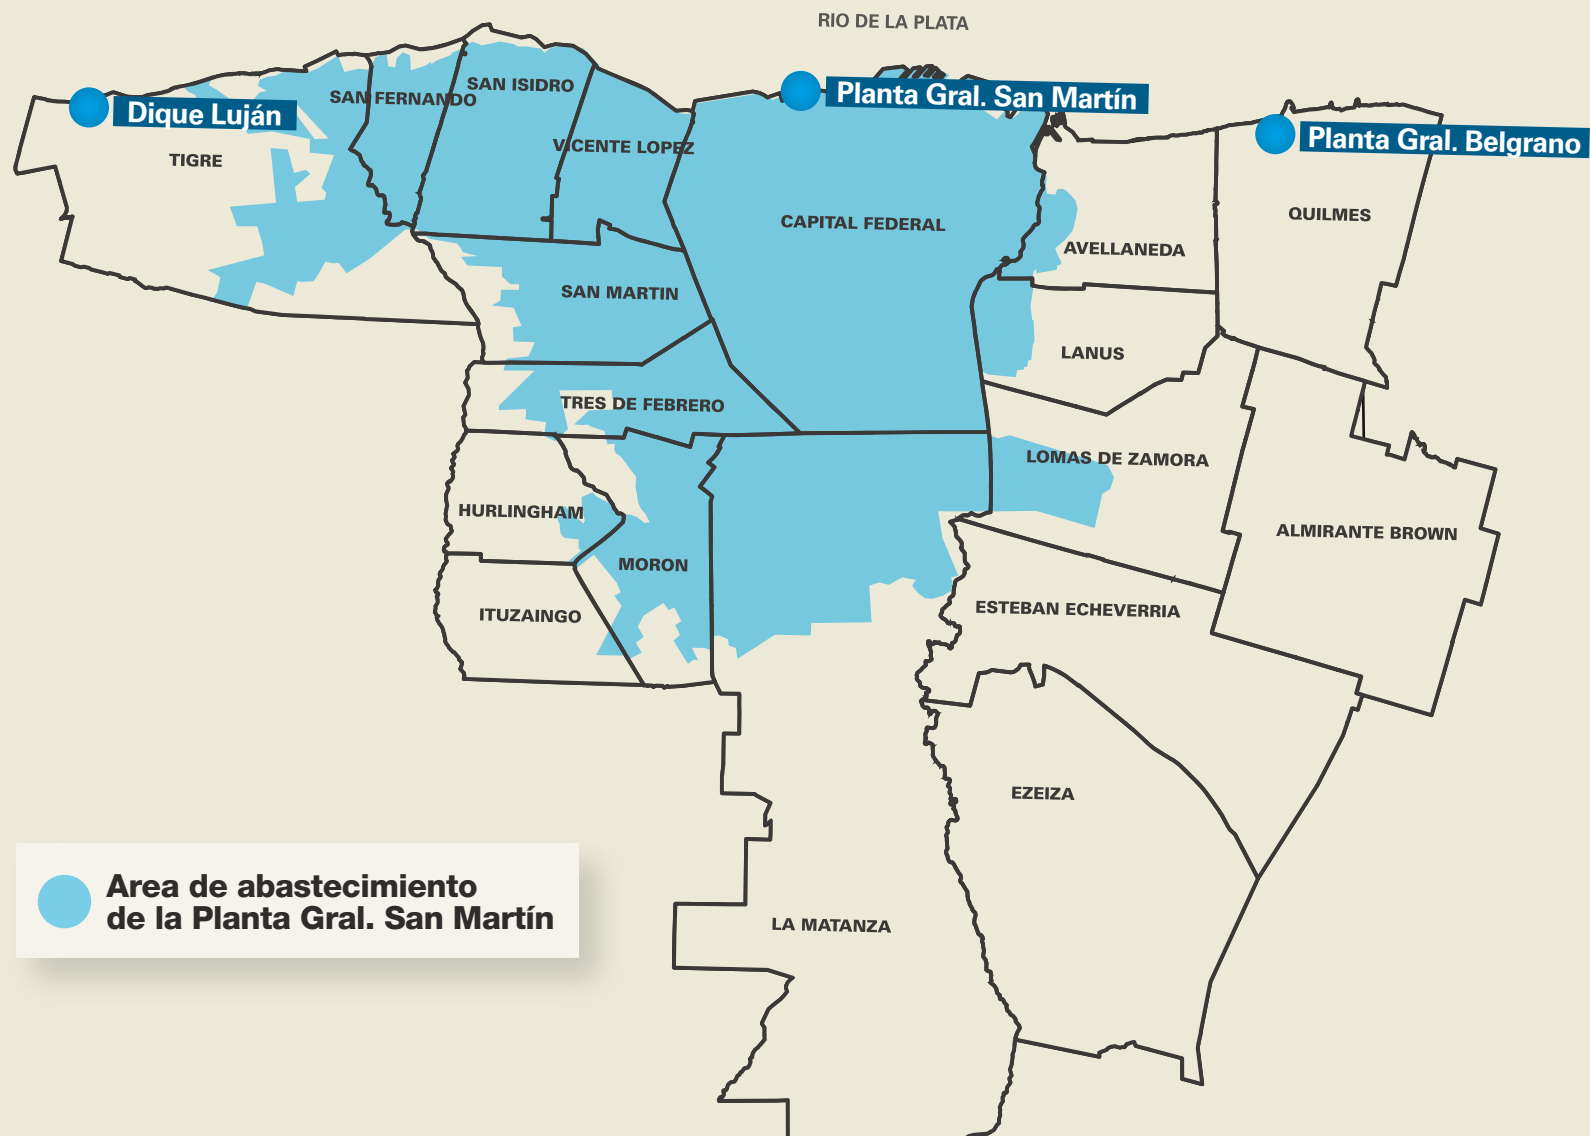 RIO DE LA PLATA
SAN ISIDRO
SAN FERNANDO
Planta Gral. San Martín
Dique Luján
Planta Gral. Belgrano
VICENTE LOPEZ
TIGRE
QUILMES
CAPITAL FEDERAL
AVELLANEDA
SAN MARTIN
LANUS
TRES DE FEBRERO
LOMAS DE ZAMORA
HURLINGHAM
ALMIRANTE BROWN
MORON
ESTEBAN ECHEVERRIA
ITUZAINGO
EZEIZA
Area de abastecimiento
de la Planta Gral. San Martín
LA MATANZA